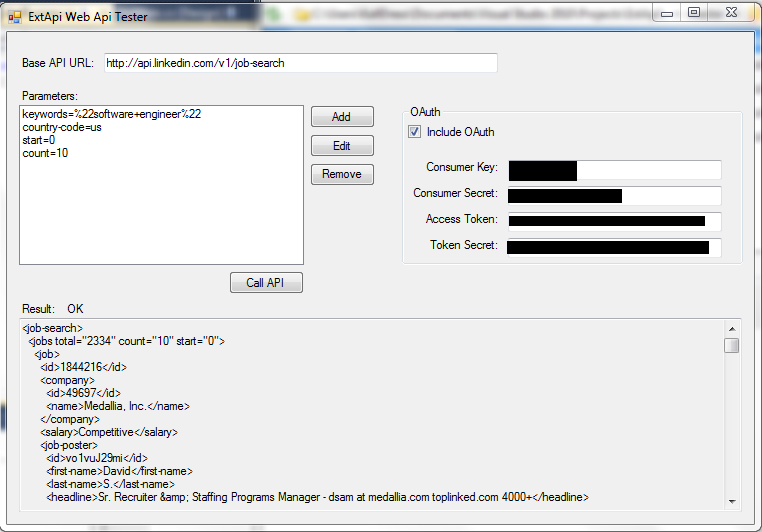 ExtApi Web Api Tester
Base API URL: http://api.linkedin.com/v1/job-search
Parameters:
keywords=%22software+engineer%22
country-code=us
start=0
count=10
Add
Edit
Remove
Call API
OAuth
Include OAuth
Consumer Key:
Consumer Secret:
Access Token:
Token Secret:
Result: OK
<job-search>
<jobs total="2334" count="10" start="0">
<job>
<id>1844216</id>
<company>
<id>49697</id>
<name>Medallia, Inc.</name>
</company>
<salary>Competitive</salary>
<job-poster>
<id>vo1vuJ29mi</id>
<first-name>David</first-name>
<last-name>S.</last-name>
<headline>Sr. Recruiter &amp; Staffing Programs Manager - dsam at medallia.com toplinked.com 4000+</headline>